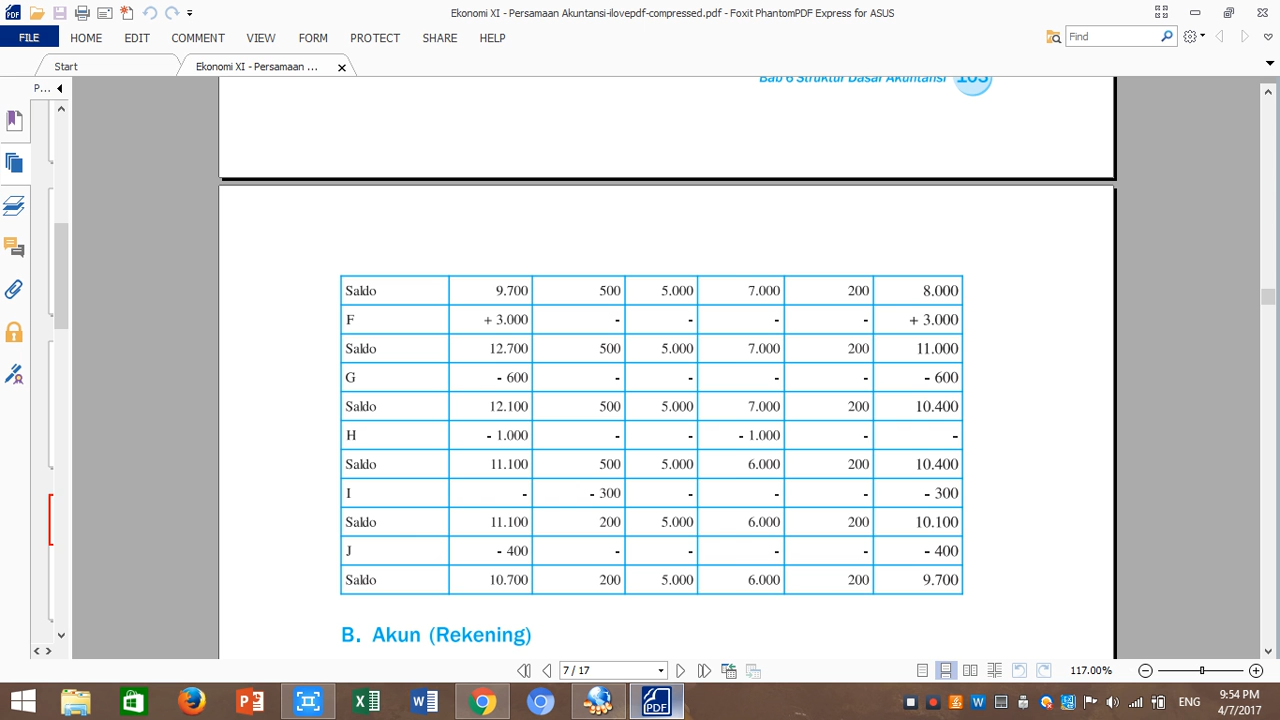 Ekonomi XI - Persamaan Akuntansi-ilovepdf-compressed.pdf - Foxit PhantomPDF Express for ASUS
FILE HOME EDIT COMMENT VIEW FORM PROTECT SHARE HELP Find
Start Ekonomi XI - Persamaan ...
P...
Bab 6 Struktur Dasar Akuntansi 163
Saldo 9.700 500 5.000 7.000 200 8.000
F + 3.000 - - - - + 3.000
Saldo 12.700 500 5.000 7.000 200 11.000
G - 600 - - - - - 600
Saldo 12.100 500 5.000 7.000 200 10.400
H - 1.000 - - - 1.000 - -
Saldo 11.100 500 5.000 6.000 200 10.400
I - - 300 - - - - 300
Saldo 11.100 200 5.000 6.000 200 10.100
J - 400 - - - - - 400
Saldo 10.700 200 5.000 6.000 200 9.700
B. Akun (Rekening)
7 / 17 117.00%
ENG 9:54 PM
4/7/2017